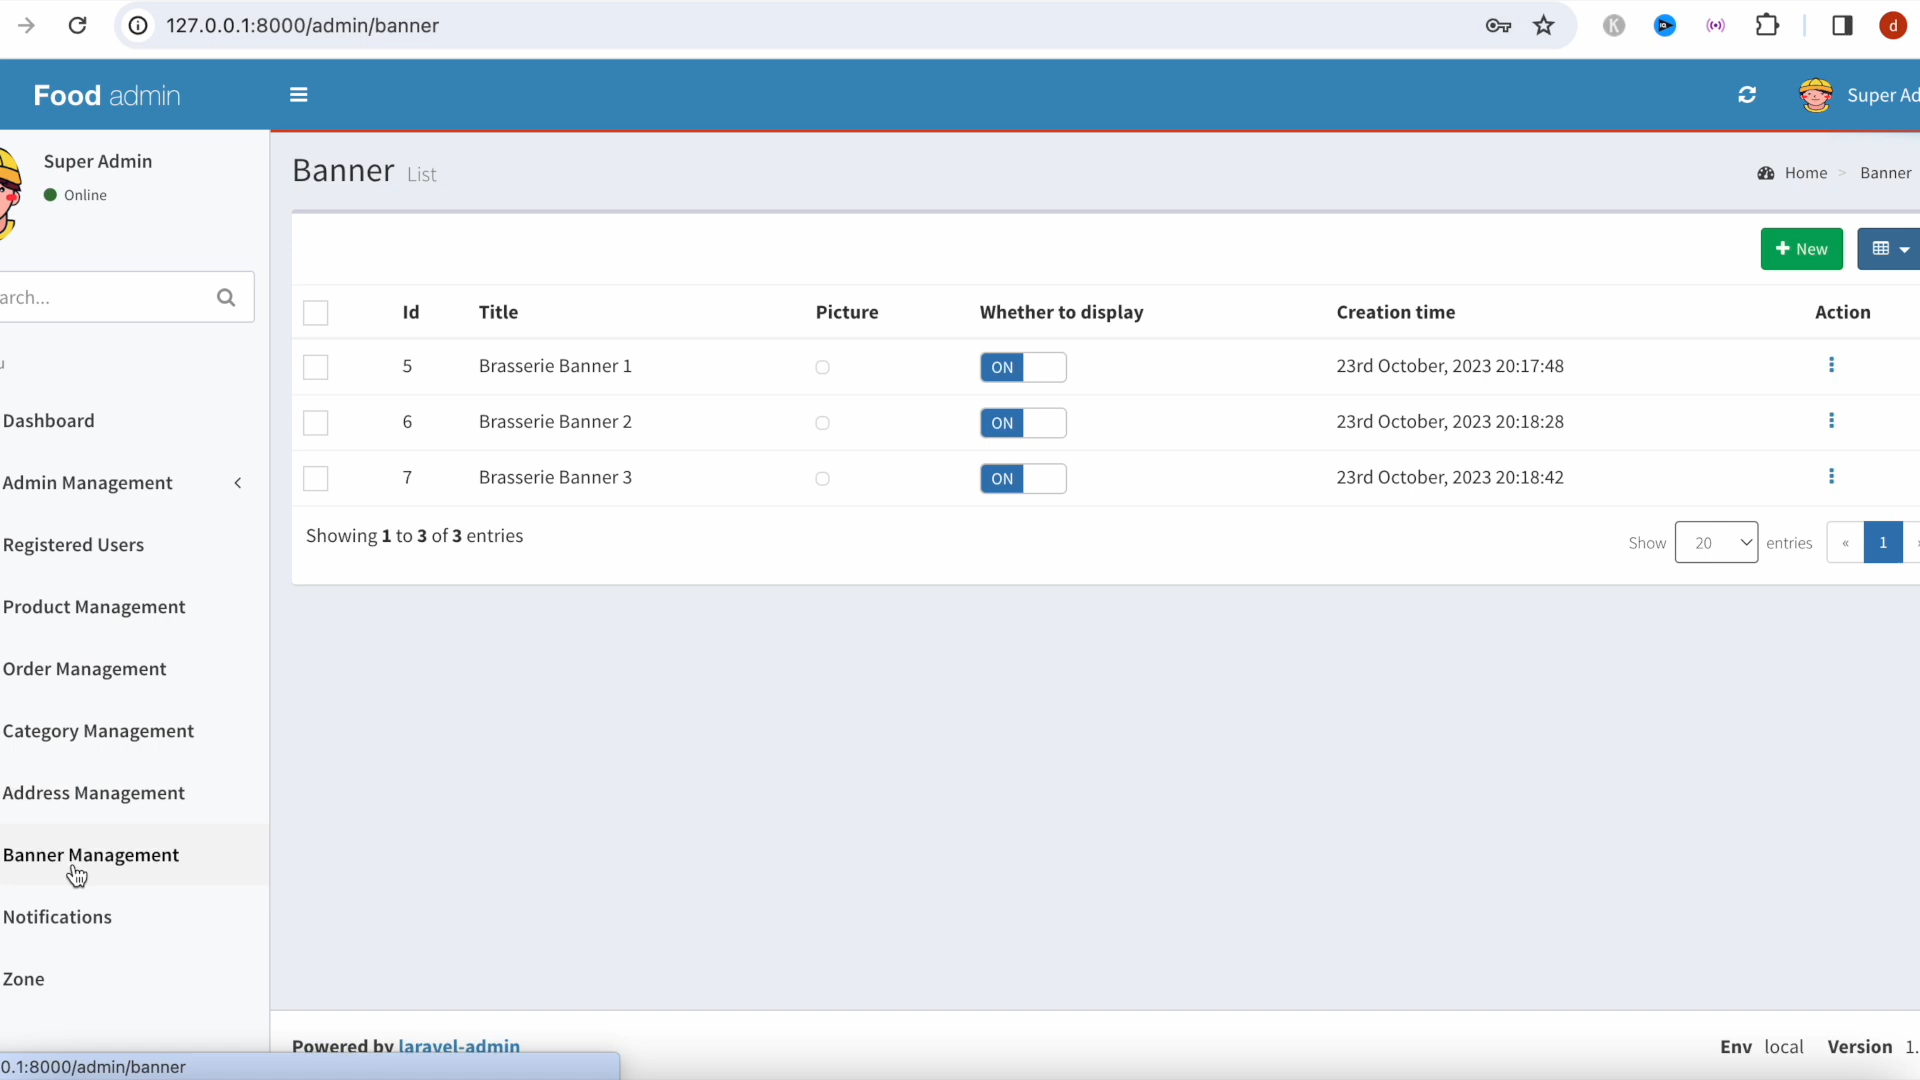 127.0.0.1:8000/admin/banner
K
d
Food admin
Super Ad
Super Admin
Online
Banner List
Home > Banner
+ New
arch...
Id Title Picture Whether to display Creation time Action
5 Brasserie Banner 1 ON 23rd October, 2023 20:17:48
6 Brasserie Banner 2 ON 23rd October, 2023 20:18:28
7 Brasserie Banner 3 ON 23rd October, 2023 20:18:42
Showing 1 to 3 of 3 entries
Show 20 entries « 1
u
Dashboard
Admin Management
Registered Users
Product Management
Order Management
Category Management
Address Management
Banner Management
Notifications
Zone
Powered by laravel-admin
Env local Version 1.
0.1:8000/admin/banner